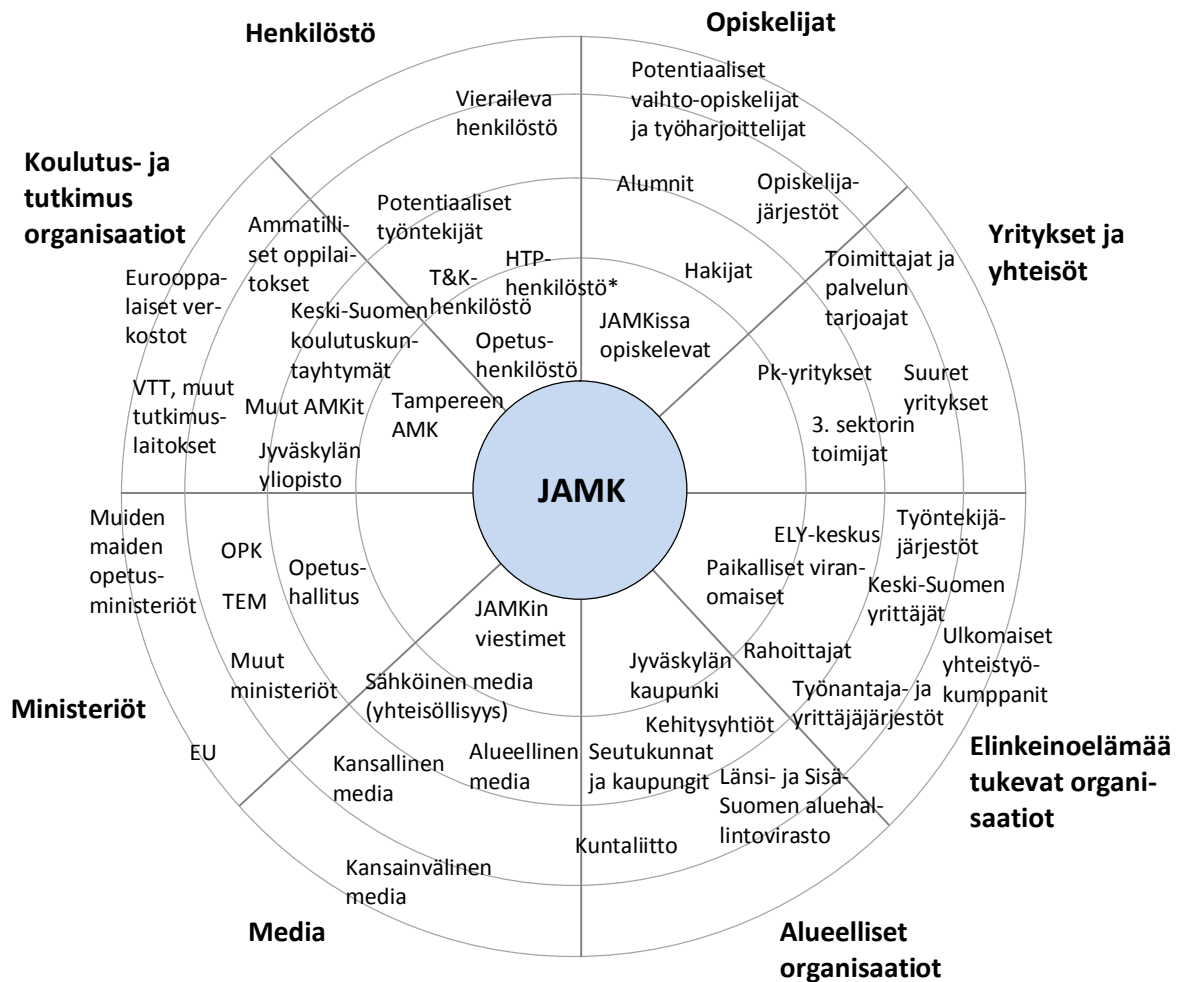 Henkilöstö
Opiskelijat
Potentiaaliset
vaihto-opiskelijat
ja työharjoittelijat
Vieraileva
henkilöstö
Koulutus- ja
tutkimus
organisaatiot
Alumnit
Opiskelija-
järjestöt
Potentiaaliset
työntekijät
Ammatilli-
set oppilai-
tokset
Yritykset ja
yhteisöt
Eurooppa-
laiset ver-
kostot
HTP-
henkilöstö*
T&K-
henkilöstö
Hakijat
Toimittajat ja
palvelun
tarjoajat
Keski-Suomen
koulutuskun-
tayhtymät
Opetus-
henkilöstö
JAMKissa
opiskelevat
VTT, muut
tutkimus-
laitokset
Muut AMKit
Tampereen
AMK
Pk-yritykset
Suuret
yritykset
3. sektorin
toimijat
Jyväskylän
yliopisto
JAMK
Muiden
maiden
opetus-
ministeriöt
OPK
TEM
Opetus-
hallitus
ELY-keskus
Työntekijä-
järjestöt
Paikalliset viran-
omaiset
Keski-Suomen
yrittäjät
JAMKin
viestimet
Ulkomaiset
yhteistyö-
kumppanit
Muut
ministeriöt
Sähköinen media
(yhteisöllisyys)
Jyväskylän
kaupunki
Rahoittajat
Työnantaja- ja
yrittäjäjärjestöt
Ministeriöt
Kehitysyhtiöt
EU
Kansallinen
media
Alueellinen
media
Seutukunnat
ja kaupungit
Länsi- ja Sisä-
Suomen aluehal-
lintovirasto
Elinkeinoelämää
tukevat organi-
saatiot
Kuntaliitto
Kansainvälinen
media
Media
Alueelliset
organisaatiot